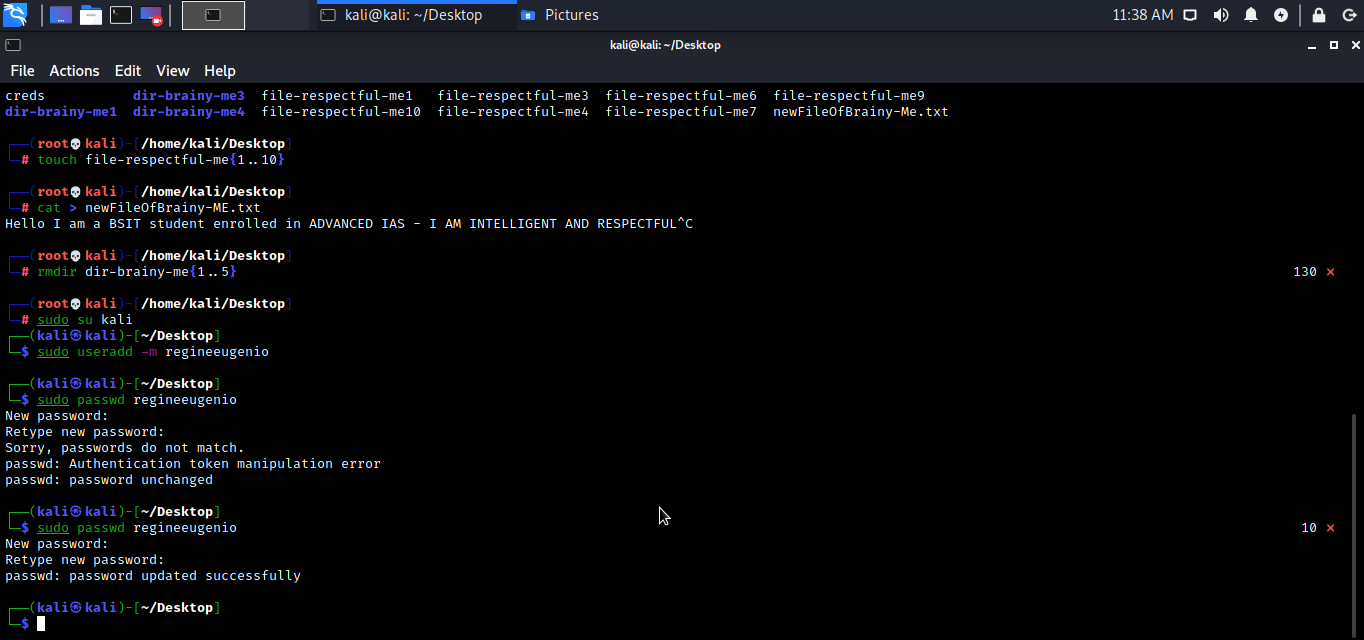 kali@kali: ~/Desktop Pictures 11:38 AM
kali@kali: ~/Desktop
File Actions Edit View Help
creds dir-brainy-me3 file-respectful-me1 file-respectful-me3 file-respectful-me6 file-respectful-me9
dir-brainy-me1 dir-brainy-me4 file-respectful-me10 file-respectful-me4 file-respectful-me7 newFileOfBrainy-Me.txt
(root💀kali)-[/home/kali/Desktop]
# touch file-respectful-me{1..10}
(root💀kali)-[/home/kali/Desktop]
# cat > newFileOfBrainy-ME.txt
Hello I am a BSIT student enrolled in ADVANCED IAS - I AM INTELLIGENT AND RESPECTFUL^C
(root💀kali)-[/home/kali/Desktop]
# rmdir dir-brainy-me{1..5} 130 ⨯
(root💀kali)-[/home/kali/Desktop]
# sudo su kali
(kali㉿kali)-[~/Desktop]
$ sudo useradd -m regineeugenio
(kali㉿kali)-[~/Desktop]
$ sudo passwd regineeugenio
New password:
Retype new password:
Sorry, passwords do not match.
passwd: Authentication token manipulation error
passwd: password unchanged
(kali㉿kali)-[~/Desktop]
$ sudo passwd regineeugenio 10 ⨯
New password:
Retype new password:
passwd: password updated successfully
(kali㉿kali)-[~/Desktop]
$